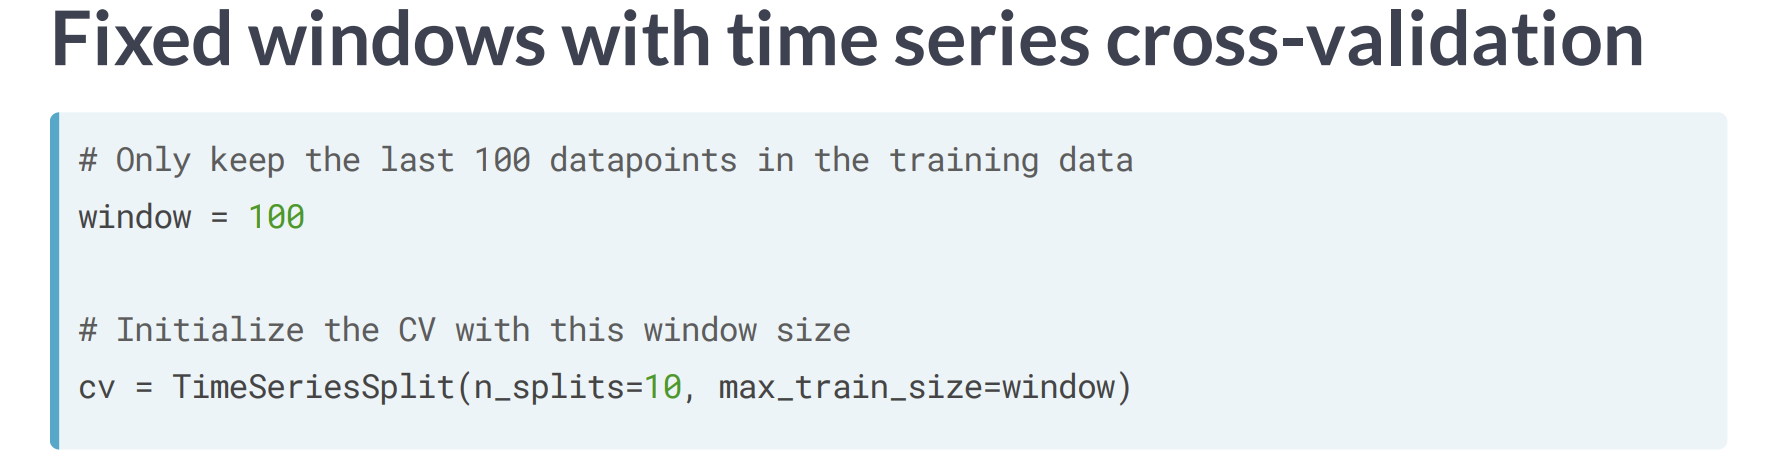 Fixed windows with time series cross-validation
# Only keep the last 100 datapoints in the training data
window = 100
# Initialize the CV with this window size
cv = TimeSeriesSplit(n_splits=10, max_train_size=window)